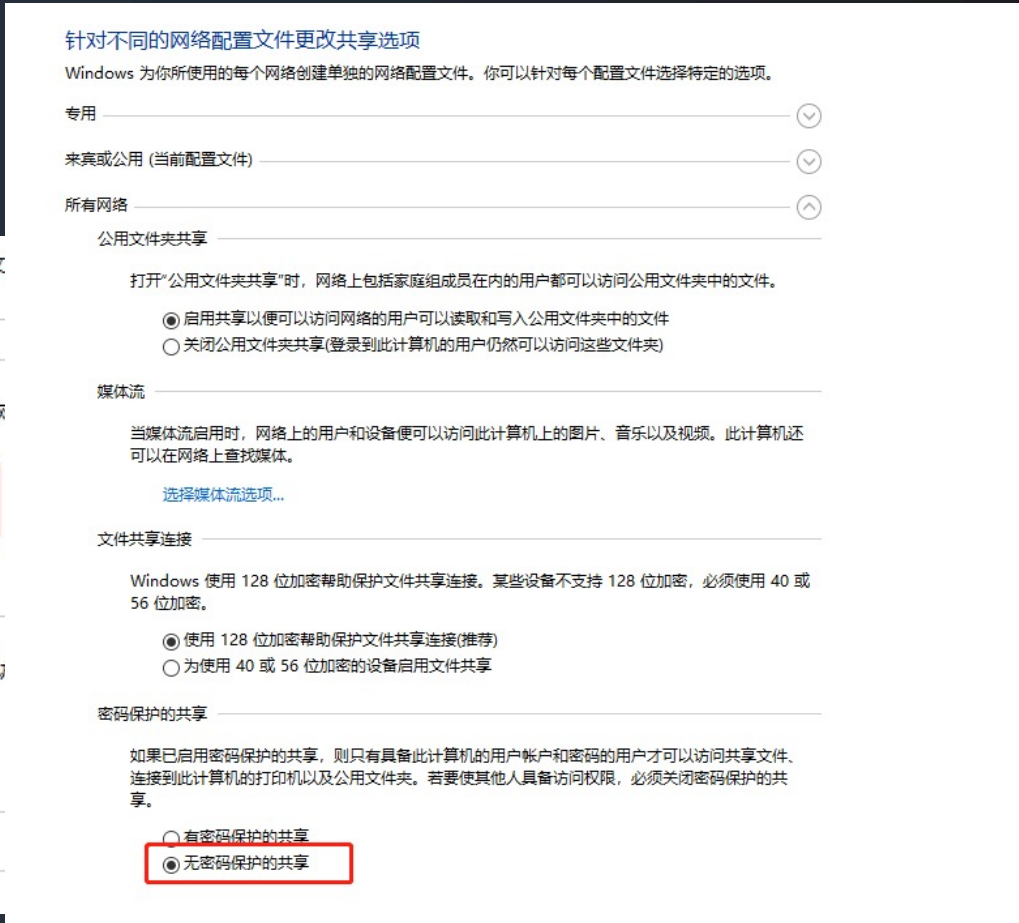 针对不同的网络配置文件更改共享选项
Windows 为你所使用的每个网络创建单独的网络配置文件。你可以针对每个配置文件选择特定的选项。
专用
来宾或公用 (当前配置文件)
所有网络
公用文件夹共享
打开“公用文件夹共享”时，网络上包括家庭组成员在内的用户都可以访问公用文件夹中的文件。
启用共享以便可以访问网络的用户可以读取和写入公用文件夹中的文件
关闭公用文件夹共享(登录到此计算机的用户仍然可以访问这些文件夹)
媒体流
当媒体流启用时，网络上的用户和设备便可以访问此计算机上的图片、音乐以及视频。此计算机还
可以在网络上查找媒体。
选择媒体流选项...
文件共享连接
Windows 使用 128 位加密帮助保护文件共享连接。某些设备不支持 128 位加密，必须使用 40 或
56 位加密。
使用 128 位加密帮助保护文件共享连接(推荐)
为使用 40 或 56 位加密的设备启用文件共享
密码保护的共享
如果已启用密码保护的共享，则只有具备此计算机的用户帐户和密码的用户才可以访问共享文件、
连接到此计算机的打印机以及公用文件夹。若要使其他人具备访问权限，必须关闭密码保护的共
享。
有密码保护的共享
无密码保护的共享